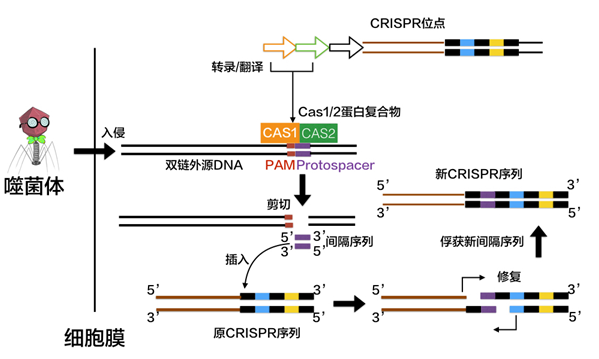 CRISPR位点
转录/翻译
Cas1/2蛋白复合物
CAS1 CAS2
入侵
双链外源DNA
PAM Protospacer
噬菌体
剪切
新CRISPR序列
5’ 3’
3’ 5’
5’ 3’
3’ 5’
间隔序列
俘获新间隔序列
插入
修复
5’ 3’
3’ 5’
原CRISPR序列
5’ 3’
3’ 5’
细胞膜